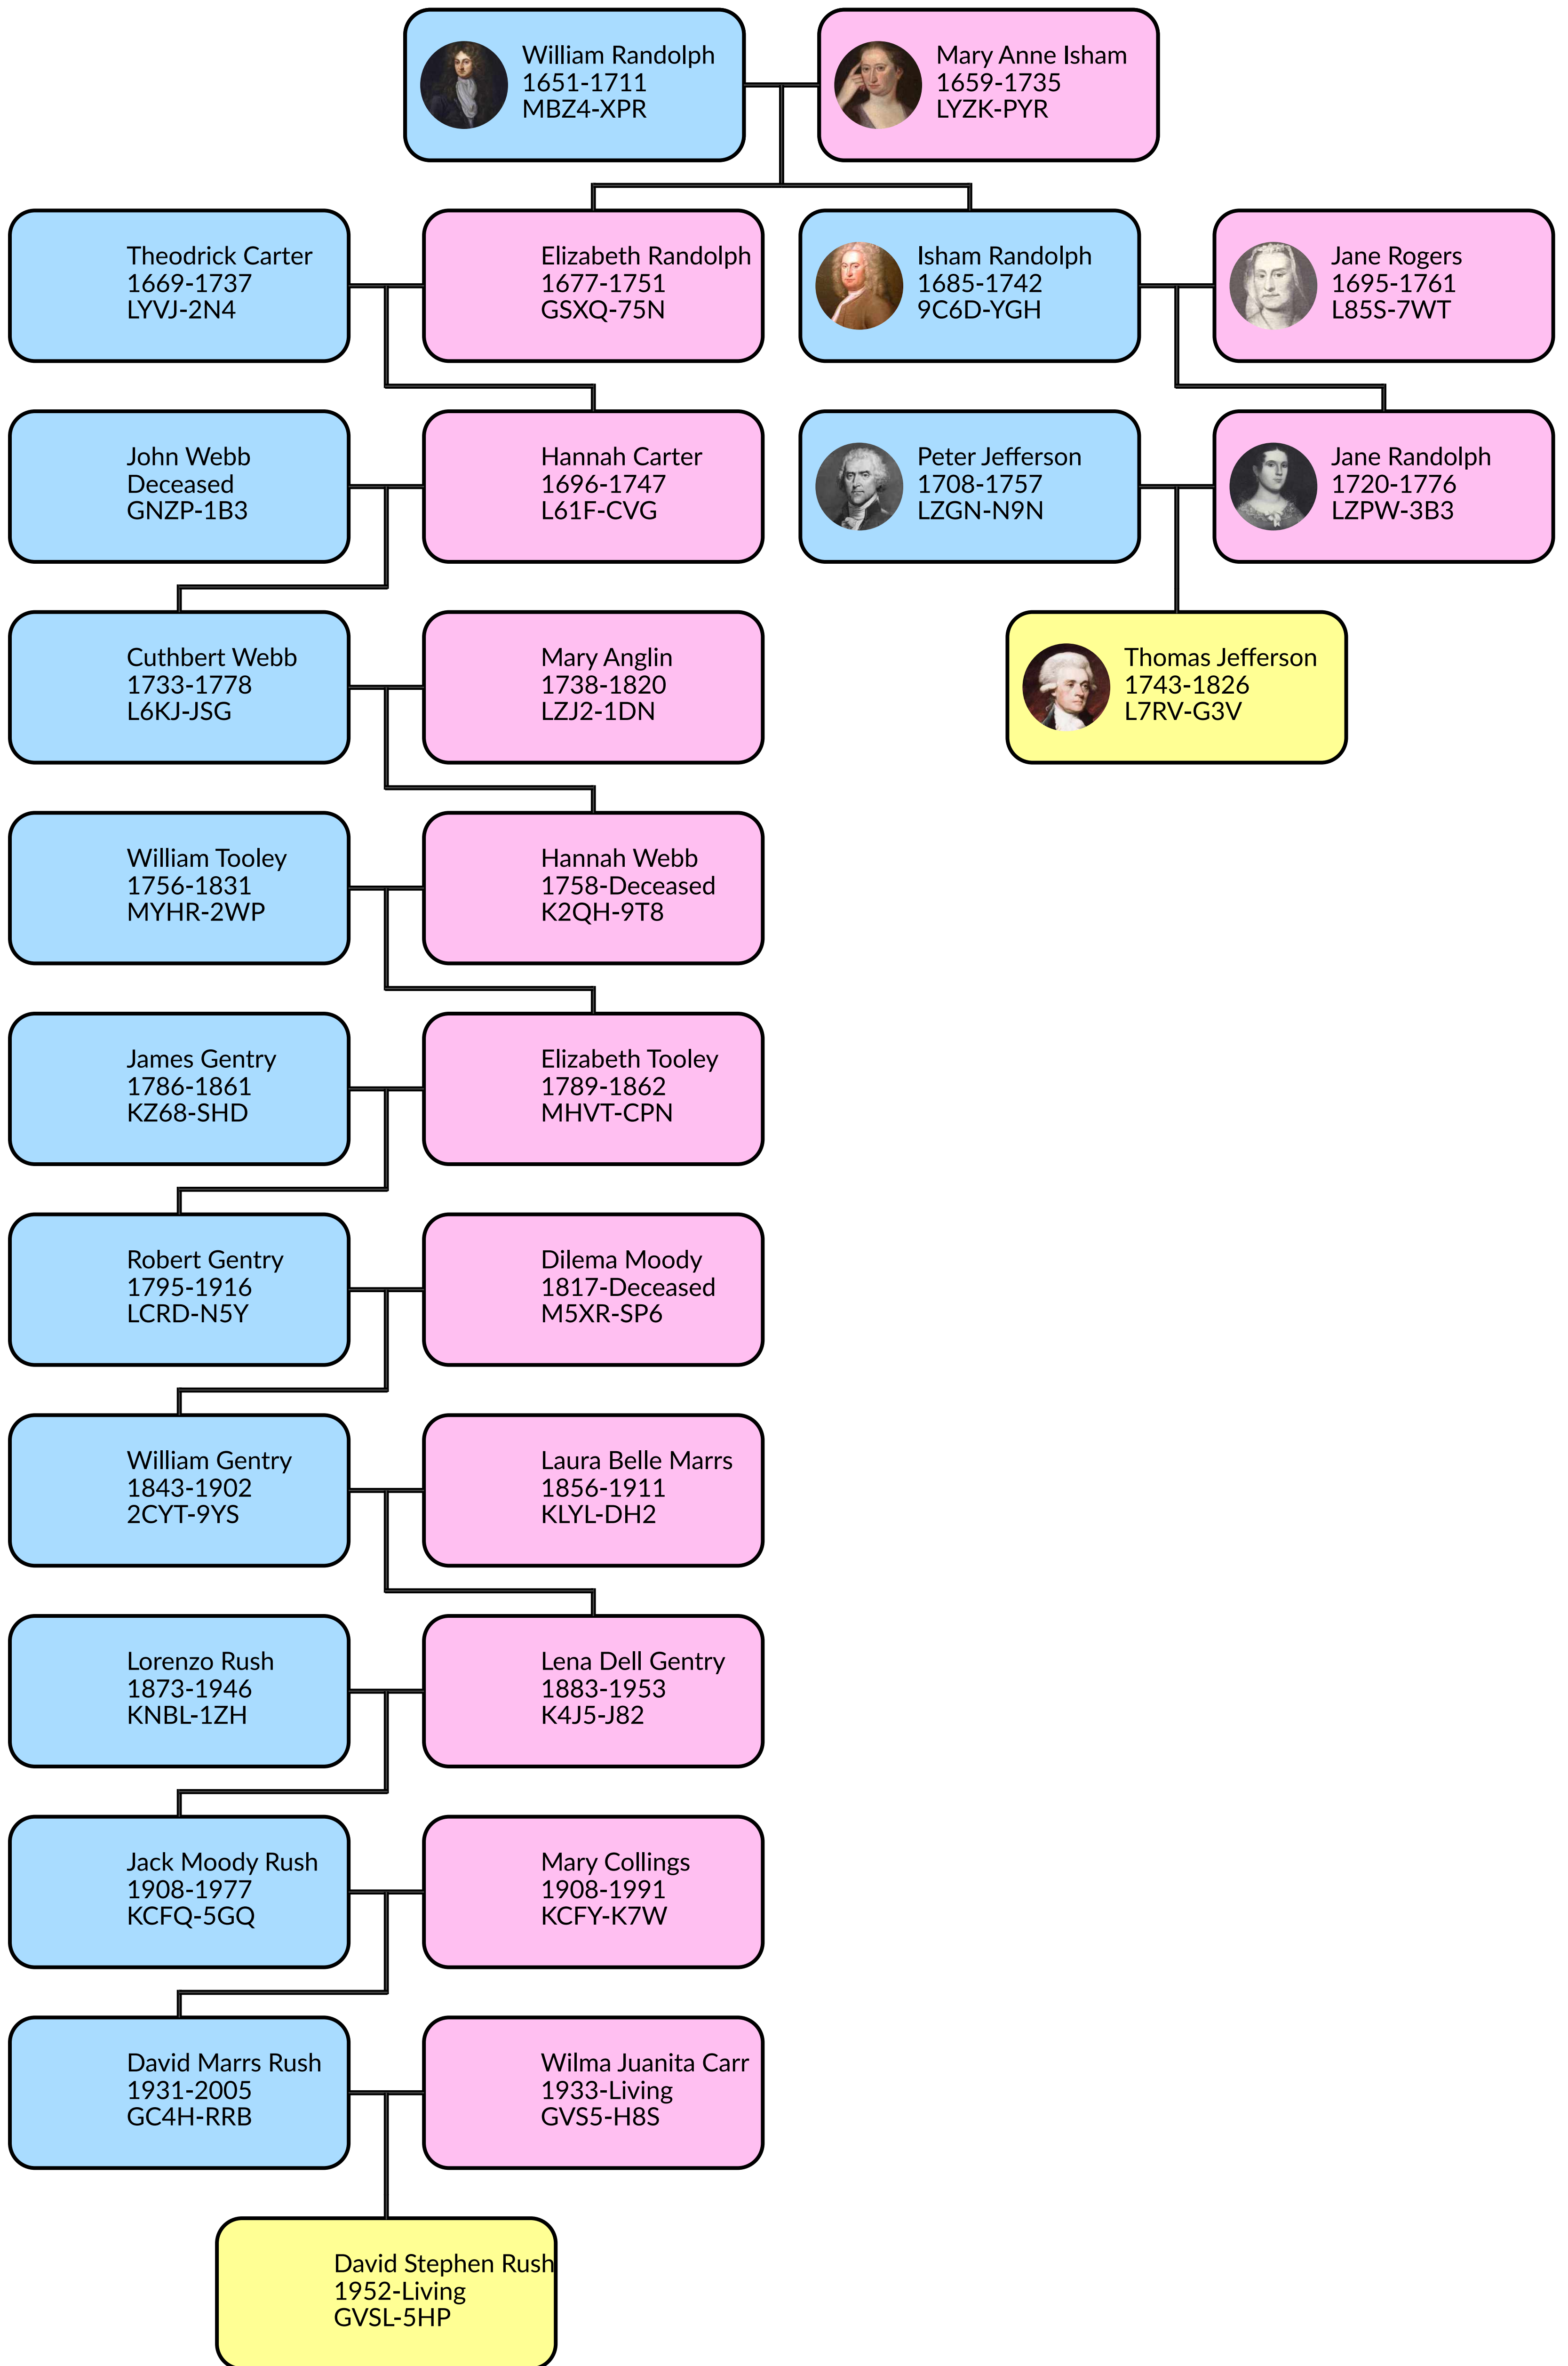 William Randolph
1651-1711
MBZ4-XPR
Mary Anne Isham
1659-1735
LYZK-PYR
Theodrick Carter
1669-1737
LYVJ-2N4
Elizabeth Randolph
1677-1751
GSXQ-75N
Isham Randolph
1685-1742
9C6D-YGH
Jane Rogers
1695-1761
L85S-7WT
John Webb
Deceased
GNZP-1B3
Hannah Carter
1696-1747
L61F-CVG
Peter Jefferson
1708-1757
LZGN-N9N
Jane Randolph
1720-1776
LZPW-3B3
Cuthbert Webb
1733-1778
L6KJ-JSG
Mary Anglin
1738-1820
LZJ2-1DN
Thomas Jefferson
1743-1826
L7RV-G3V
William Tooley
1756-1831
MYHR-2WP
Hannah Webb
1758-Deceased
K2QH-9T8
James Gentry
1786-1861
KZ68-SHD
Elizabeth Tooley
1789-1862
MHVT-CPN
Robert Gentry
1795-1916
LCRD-N5Y
Dilema Moody
1817-Deceased
M5XR-SP6
William Gentry
1843-1902
2CYT-9YS
Laura Belle Marrs
1856-1911
KLYL-DH2
Lorenzo Rush
1873-1946
KNBL-1ZH
Lena Dell Gentry
1883-1953
K4J5-J82
Jack Moody Rush
1908-1977
KCFQ-5GQ
Mary Collings
1908-1991
KCFY-K7W
David Marrs Rush
1931-2005
GC4H-RRB
Wilma Juanita Carr
1933-Living
GVS5-H8S
David Stephen Rush
1952-Living
GVSL-5HP